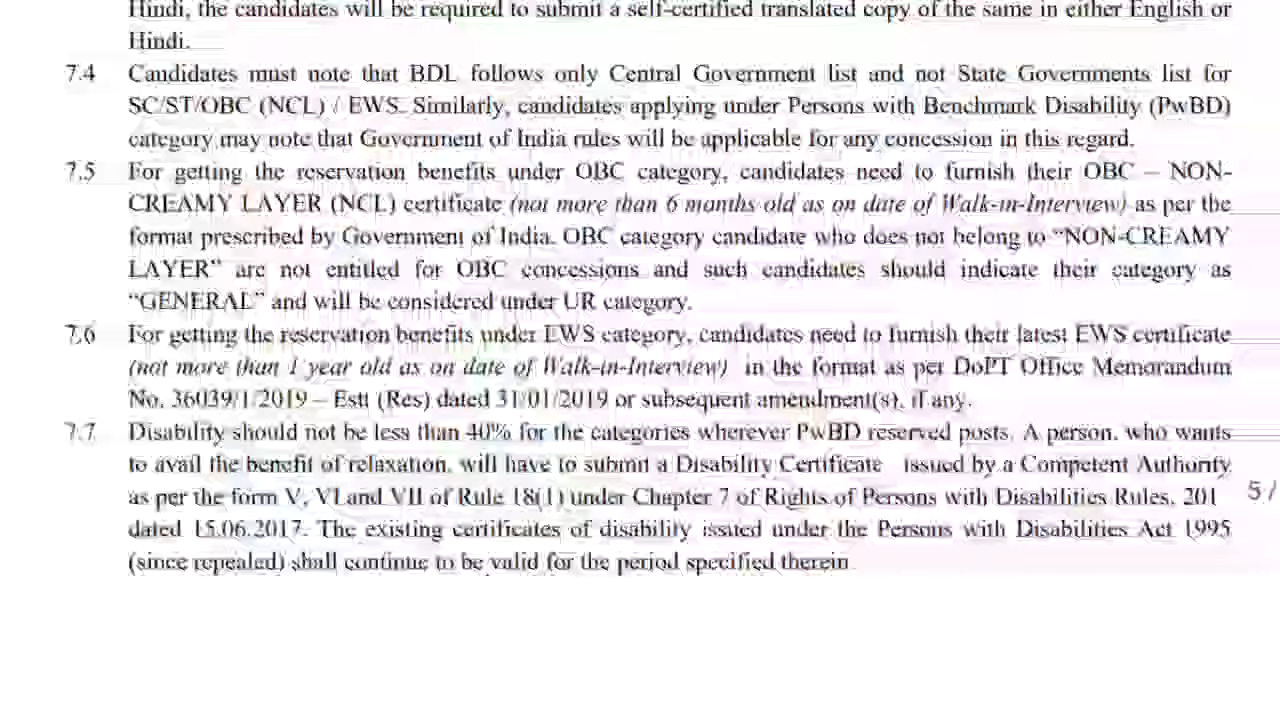 Hindi, the candidates will be required to submit a self-certified translated copy of the same in either English or
Hindi.
7.4 Candidates must note that BDL follows only Central Government list and not State Governments list for
SC/ST/OBC (NCL) / EWS. Similarly, candidates applying under Persons with Benchmark Disability (PwBD)
category may note that Government of India rules will be applicable for any concession in this regard.
7.5 For getting the reservation benefits under OBC category, candidates need to furnish their OBC – NON-
CREAMY LAYER (NCL) certificate (not more than 6 months old as on date of Walk-in-Interview) as per the
format prescribed by Government of India. OBC category candidate who does not belong to “NON-CREAMY
LAYER” are not entitled for OBC concessions and such candidates should indicate their category as
“GENERAL” and will be considered under UR category.
7.6 For getting the reservation benefits under EWS category, candidates need to furnish their latest EWS certificate
(not more than 1 year old as on date of Walk-in-Interview) in the format as per DoPT Office Memorandum
No. 36039/1/2019 – Estt (Res) dated 31/01/2019 or subsequent amendment(s), if any.
7.7 Disability should not be less than 40% for the categories wherever PwBD reserved posts. A person, who wants
to avail the benefit of relaxation, will have to submit a Disability Certificate issued by a Competent Authority
as per the form V, VI and VII of Rule 18(1) under Chapter 7 of Rights of Persons with Disabilities Rules, 201
dated 15.06.2017. The existing certificates of disability issued under the Persons with Disabilities Act 1995
(since repealed) shall continue to be valid for the period specified therein
5 /